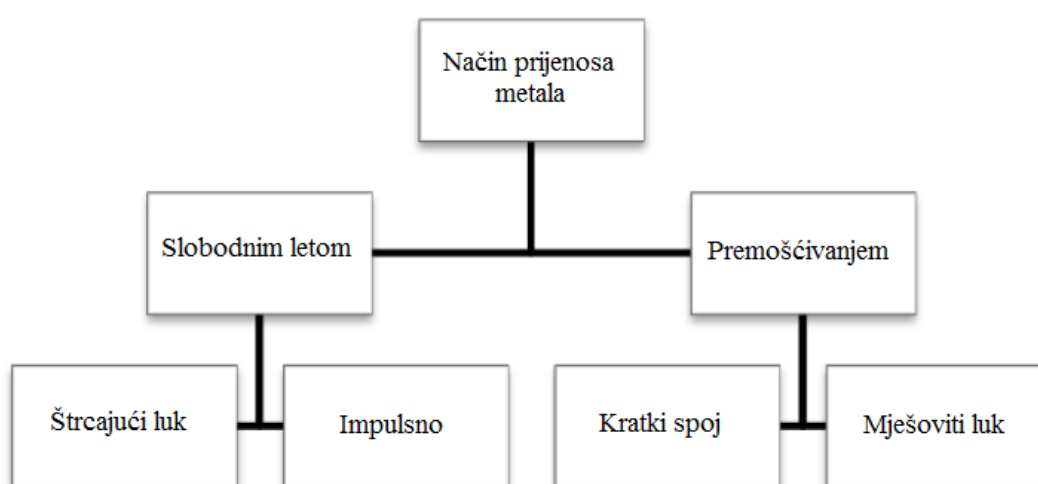 Način prijenosa
metala
Slobodnim letom
Premošćivanjem
Štrcajući luk
Impulsno
Kratki spoj
Mješoviti luk